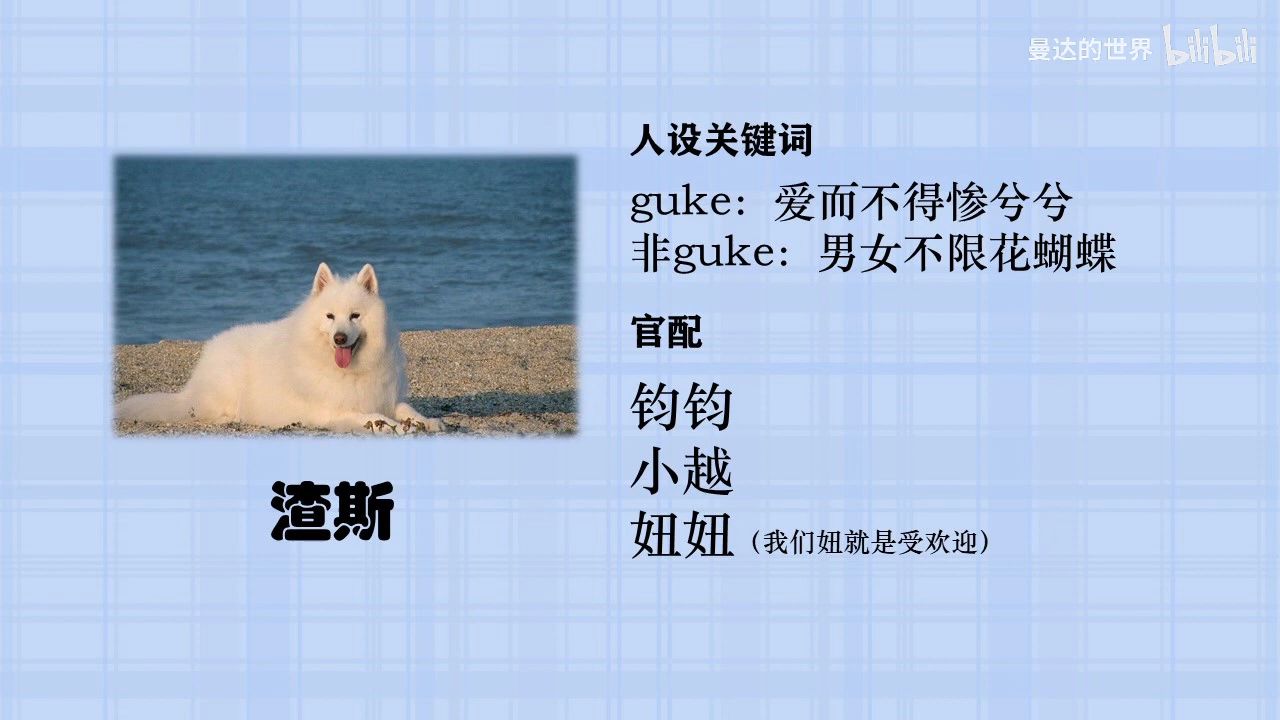 曼达的世界 bilibili
人设关键词
guke：爱而不得惨兮兮
非guke：男女不限花蝴蝶
官配
钧钧
小越
妞妞（我们妞就是受欢迎）
渣斯